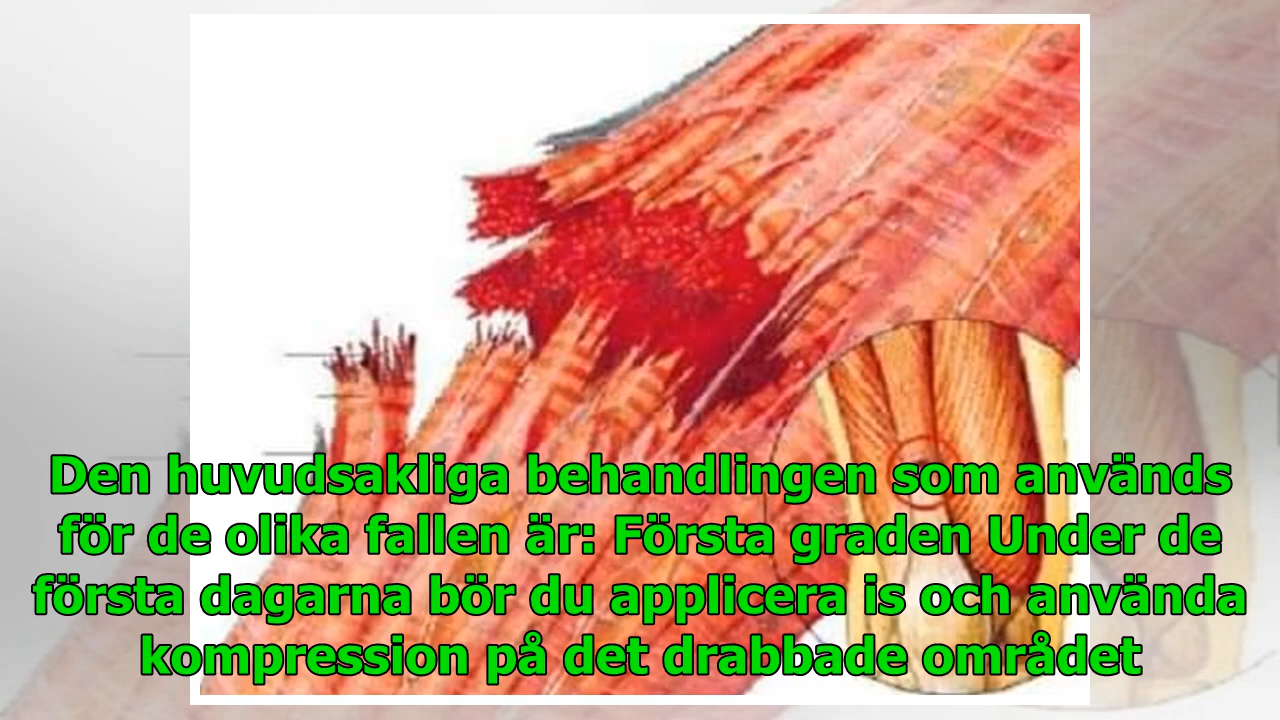 Den huvudsakliga behandlingen som används
för de olika fallen är: Första graden Under de
första dagarna bör du applicera is och använda
kompression på det drabbade området